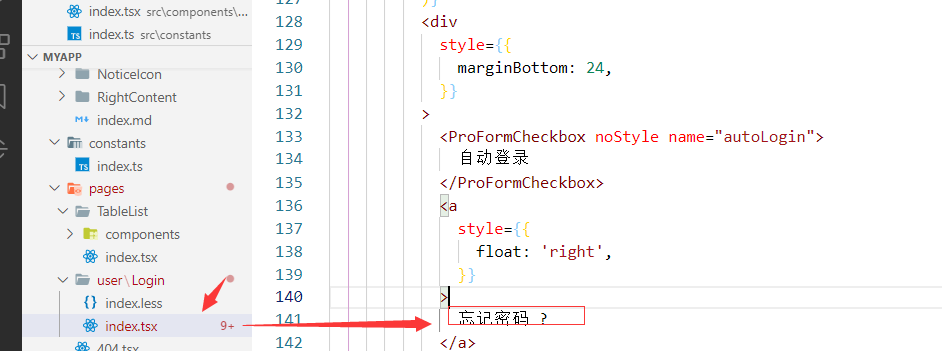 index.tsx src\components\...
index.ts src\constants
MYAPP
NoticeIcon
RightContent
index.md
constants
index.ts
pages
TableList
components
index.tsx
user\Login
index.less
index.tsx 9+
404.tsx
127 )}
128 <div
129 style={{
130 marginBottom: 24,
131 }}
132 >
133 <ProFormCheckbox noStyle name="autoLogin">
134 自动登录
135 </ProFormCheckbox>
136 <a
137 style={{
138 float: 'right',
139 }}
140 >
141 忘记密码 ?
142 </a>